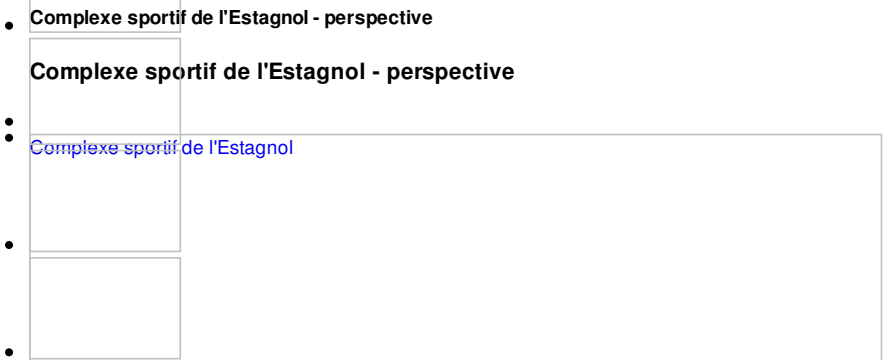 Complexe sportif de l'Estagnol - perspective
Complexe sportif de l'Estagnol - perspective
Complexe sportif de l'Estagnol